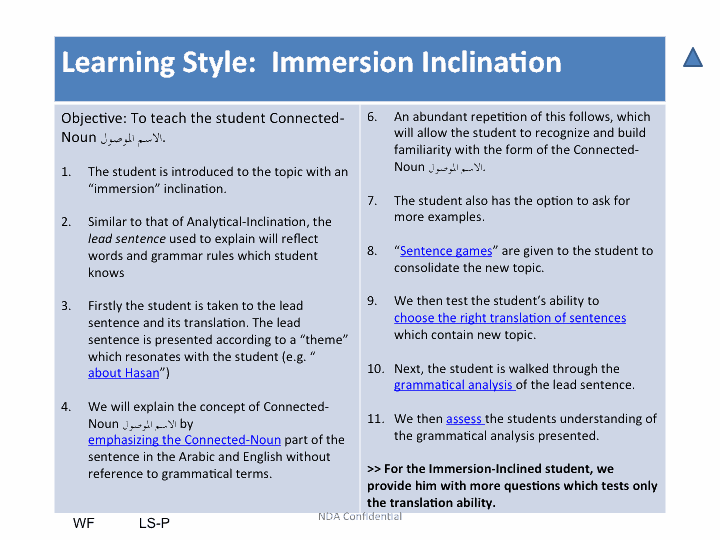 Learning Style:  Immersion Inclination
Objective: To teach the student Connected-
Noun الاسم الموصول.
1. The student is introduced to the topic with an
“immersion” inclination.
2. Similar to that of Analytical-Inclination, the
lead sentence used to explain will reflect
words and grammar rules which student
knows
3. Firstly the student is taken to the lead
sentence and its translation. The lead
sentence is presented according to a “theme”
which resonates with the student (e.g. “
about Hasan”)
4. We will explain the concept of Connected-
Noun الاسم الموصول by
emphasizing the Connected-Noun part of the
sentence in the Arabic and English without
reference to grammatical terms.
6. An abundant repetition of this follows, which
will allow the student to recognize and build
familiarity with the form of the Connected-
Noun الاسم الموصول.
7. The student also has the option to ask for
more examples.
8. “Sentence games” are given to the student to
consolidate the new topic.
9. We then test the student’s ability to
choose the right translation of sentences
which contain new topic.
10. Next, the student is walked through the
grammatical analysis of the lead sentence.
11. We then assess the students understanding of
the grammatical analysis presented.
>> For the Immersion-Inclined student, we
provide him with more questions which tests only
the translation ability.
NDA Confidential
WF LS-P